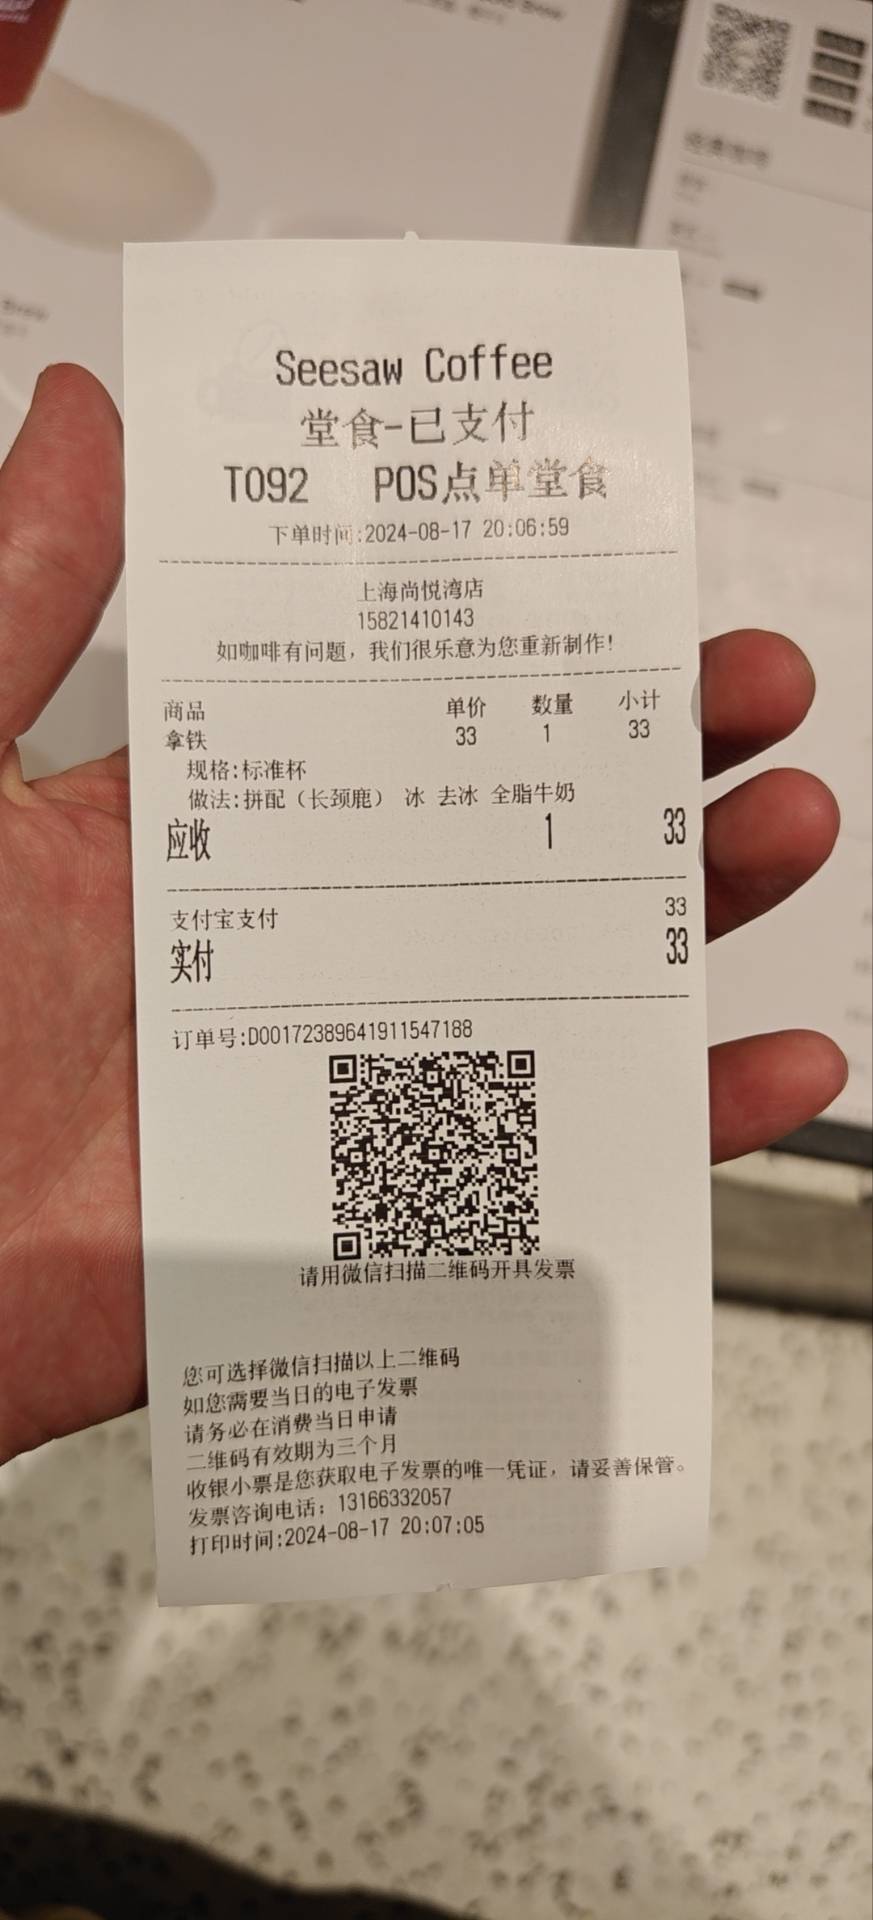 Seesaw Coffee
堂食-已支付
T092 POS点单堂食
下单时间:2024-08-17 20:06:59
上海尚悦湾店
15821410143
如咖啡有问题，我们很乐意为您重新制作!
商品 单价 数量 小计
拿铁 33 1 33
规格:标准杯
做法:拼配（长颈鹿） 冰 去冰 全脂牛奶
应收 1 33
支付宝支付 33
实付 33
订单号:D00172389641911547188
请用微信扫描二维码开具发票
您可选择微信扫描以上二维码
如您需要当日的电子发票
请务必在消费当日申请
二维码有效期为三个月
收银小票是您获取电子发票的唯一凭证，请妥善保管。
发票咨询电话：13166332057
打印时间:2024-08-17 20:07:05